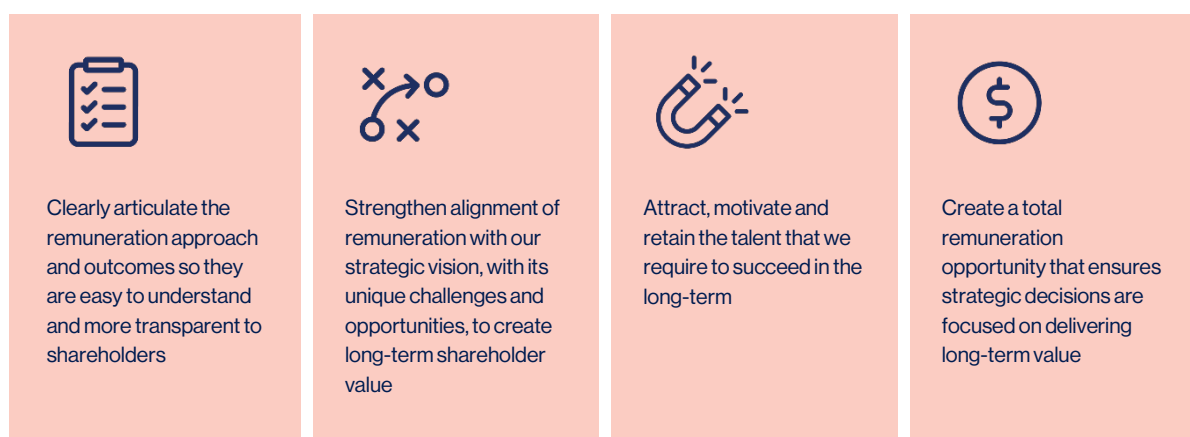 Clearly articulate the
remuneration approach
and outcomes so they
are easy to understand
and more transparent to
shareholders
Strengthen alignment of
remuneration with our
strategic vision, with its
unique challenges and
opportunities, to create
long-term shareholder
value
Attract, motivate and
retain the talent that we
require to succeed in the
long-term
Create a total
remuneration
opportunity that ensures
strategic decisions are
focused on delivering
long-term value